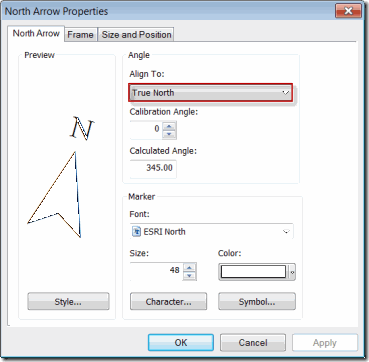 North Arrow Properties
North Arrow Frame Size and Position
Preview
N
Style...
Angle
Align To:
True North
Calibration Angle:
0
Calculated Angle:
345.00
Marker
Font:
ESRI North
Size: Color:
48
Character... Symbol...
OK Cancel Apply